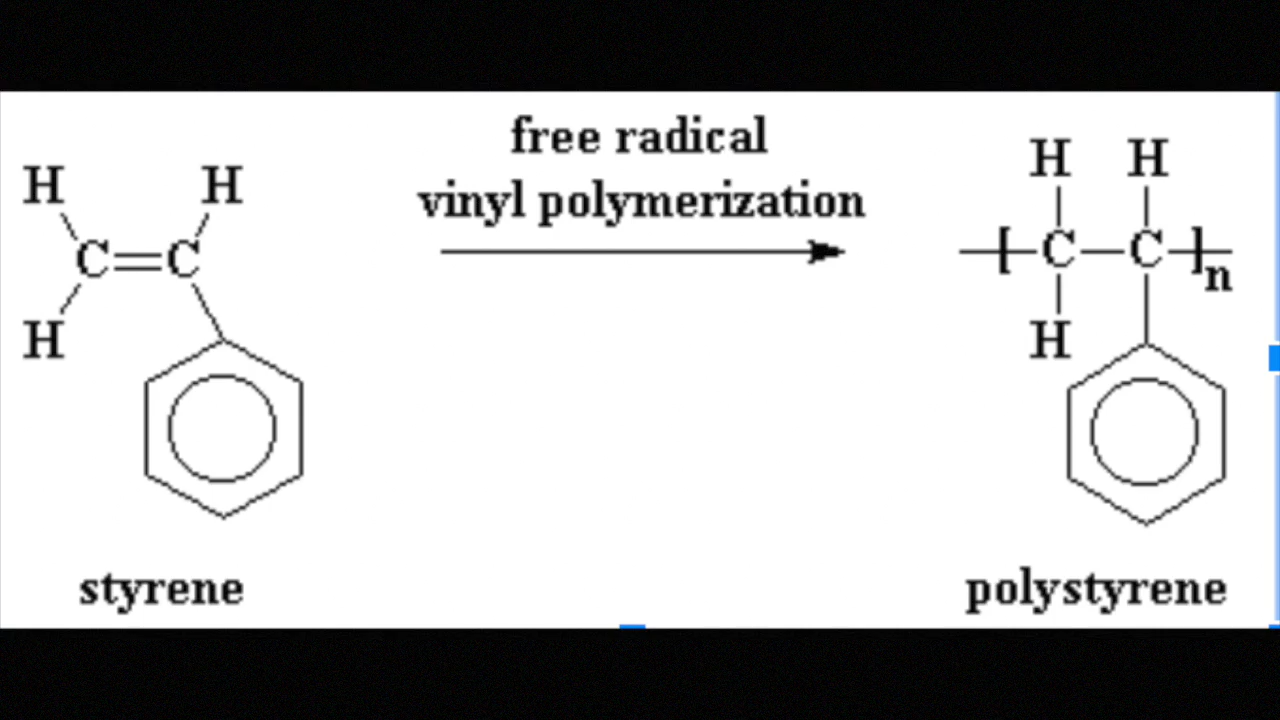 free radical
vinyl polymerization
H H
C=C
H
styrene
H H
-[-C-C-]-n
H
polystyrene